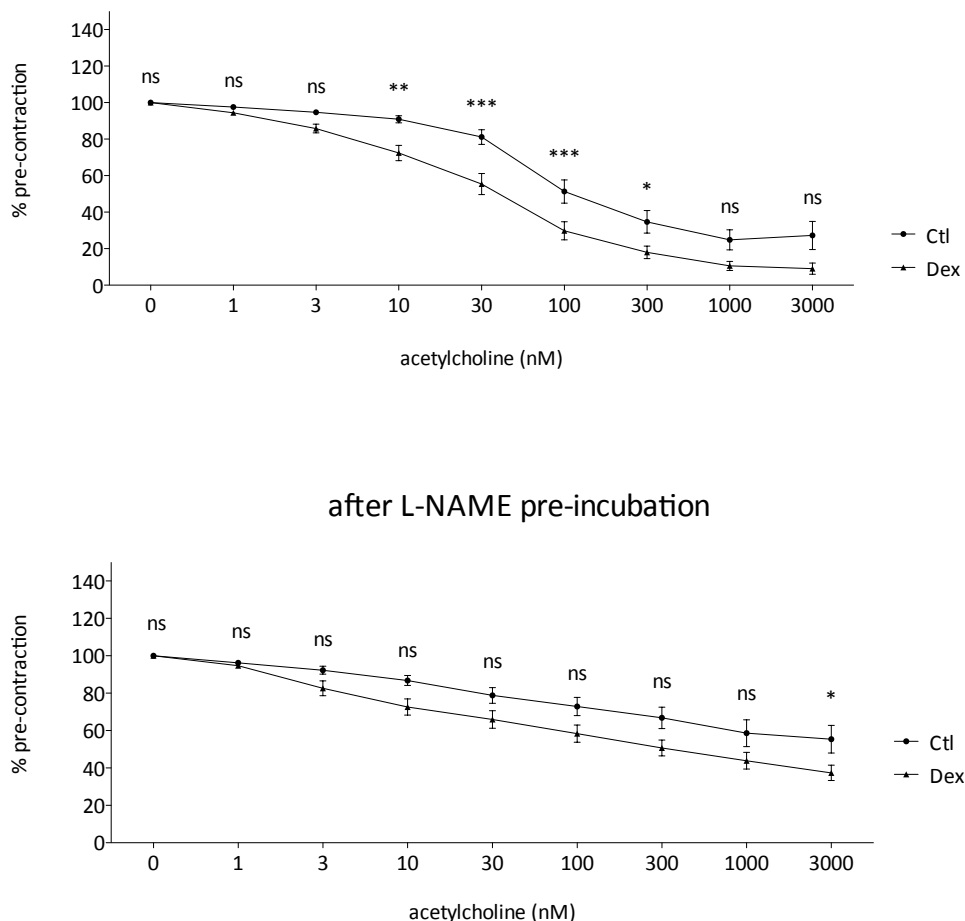 140
120
100
80
60
40
20
0
% pre-contraction
ns ns ns ** *** *** * ns ns
0 1 3 10 30 100 300 1000 3000
acetylcholine (nM)
Ctl
Dex
after L-NAME pre-incubation
140
120
100
80
60
40
20
0
% pre-contraction
ns ns ns ns ns ns ns ns *
0 1 3 10 30 100 300 1000 3000
acetylcholine (nM)
Ctl
Dex